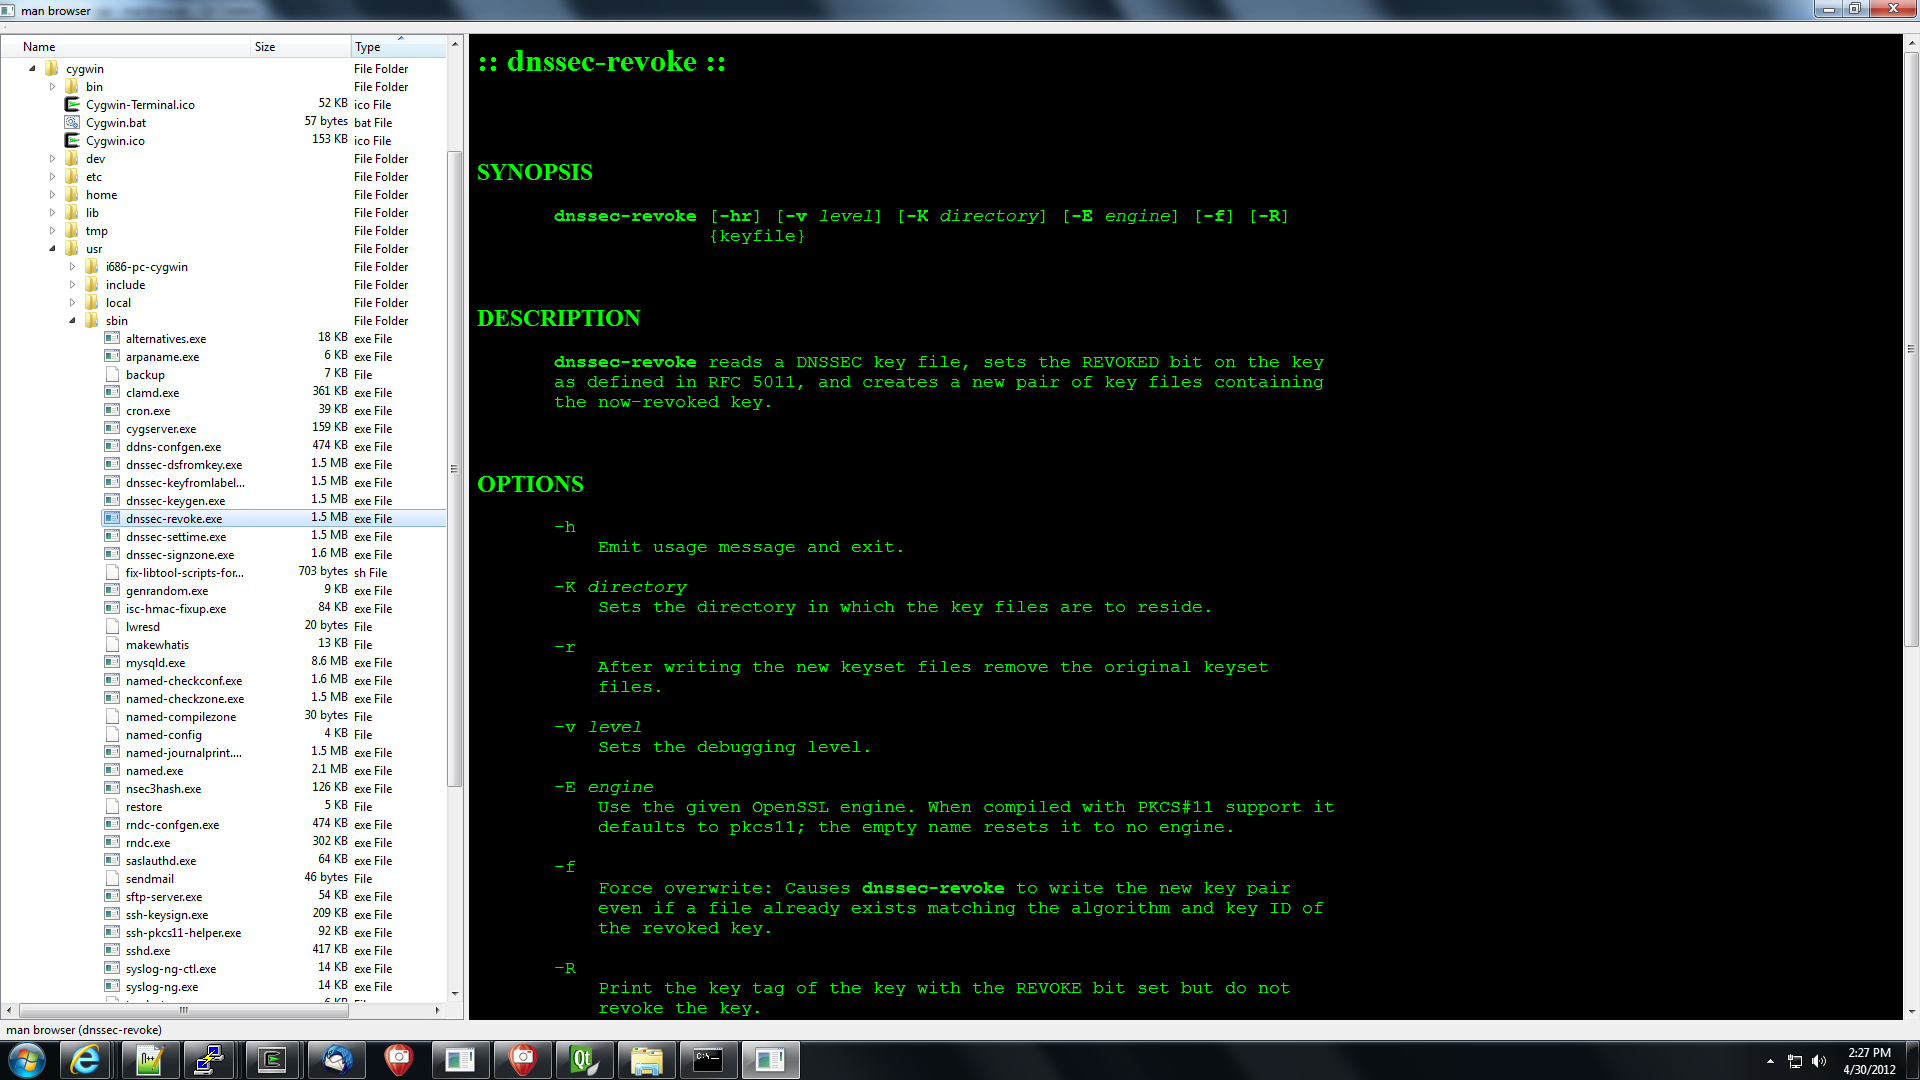 man browser
Name Size Type
cygwin File Folder
bin File Folder
Cygwin-Terminal.ico 52 KB ico File
Cygwin.bat 57 bytes bat File
Cygwin.ico 153 KB ico File
dev File Folder
etc File Folder
home File Folder
lib File Folder
tmp File Folder
usr File Folder
i686-pc-cygwin File Folder
include File Folder
local File Folder
sbin File Folder
alternatives.exe 18 KB exe File
arpaname.exe 6 KB exe File
backup 7 KB File
clamd.exe 361 KB exe File
cron.exe 39 KB exe File
cygserver.exe 159 KB exe File
ddns-confgen.exe 474 KB exe File
dnssec-dsfromkey.exe 1.5 MB exe File
dnssec-keyfromlabel... 1.5 MB exe File
dnssec-keygen.exe 1.5 MB exe File
dnssec-revoke.exe 1.5 MB exe File
dnssec-settime.exe 1.5 MB exe File
dnssec-signzone.exe 1.6 MB exe File
fix-libtool-scripts-for... 703 bytes sh File
genrandom.exe 9 KB exe File
isc-hmac-fixup.exe 84 KB exe File
lwresd 20 bytes File
makewhatis 13 KB File
mysqld.exe 8.6 MB exe File
named-checkconf.exe 1.6 MB exe File
named-checkzone.exe 1.5 MB exe File
named-compilezone 30 bytes File
named-config 4 KB File
named-journalprint.... 1.5 MB exe File
named.exe 2.1 MB exe File
nsec3hash.exe 126 KB exe File
restore 5 KB File
rndc-confgen.exe 474 KB exe File
rndc.exe 302 KB exe File
saslauthd.exe 64 KB exe File
sendmail 46 bytes File
sftp-server.exe 54 KB exe File
ssh-keysign.exe 209 KB exe File
ssh-pkcs11-helper.exe 92 KB exe File
sshd.exe 417 KB exe File
syslog-ng-ctl.exe 14 KB exe File
syslog-ng.exe 14 KB exe File
:: dnssec-revoke ::
SYNOPSIS
dnssec-revoke [-hr] [-v level] [-K directory] [-E engine] [-f] [-R]
{keyfile}
DESCRIPTION
dnssec-revoke reads a DNSSEC key file, sets the REVOKED bit on the key
as defined in RFC 5011, and creates a new pair of key files containing
the now-revoked key.
OPTIONS
-h
Emit usage message and exit.
-K directory
Sets the directory in which the key files are to reside.
-r
After writing the new keyset files remove the original keyset
files.
-v level
Sets the debugging level.
-E engine
Use the given OpenSSL engine. When compiled with PKCS#11 support it
defaults to pkcs11; the empty name resets it to no engine.
-f
Force overwrite: Causes dnssec-revoke to write the new key pair
even if a file already exists matching the algorithm and key ID of
the revoked key.
-R
Print the key tag of the key with the REVOKE bit set but do not
revoke the key.
man browser (dnssec-revoke)
2:27 PM
4/30/2012